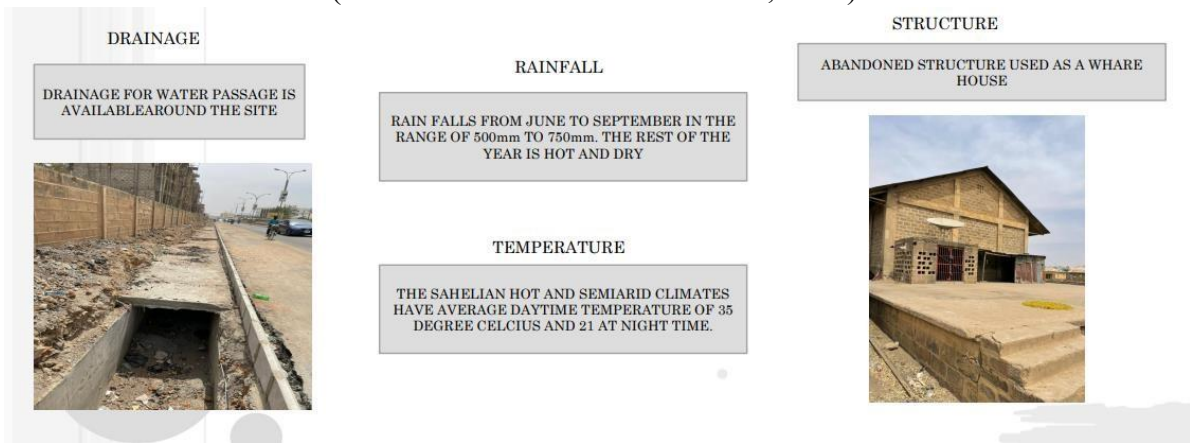 DRAINAGE
DRAINAGE FOR WATER PASSAGE IS
AVAILABLEAROUND THE SITE
RAINFALL
RAIN FALLS FROM JUNE TO SEPTEMBER IN THE
RANGE OF 500mm TO 750mm. THE REST OF THE
YEAR IS HOT AND DRY
TEMPERATURE
THE SAHELIAN HOT AND SEMIARID CLIMATES
HAVE AVERAGE DAYTIME TEMPERATURE OF 35
DEGREE CELCIUS AND 21 AT NIGHT TIME.
STRUCTURE
ABANDONED STRUCTURE USED AS A WHARE
HOUSE